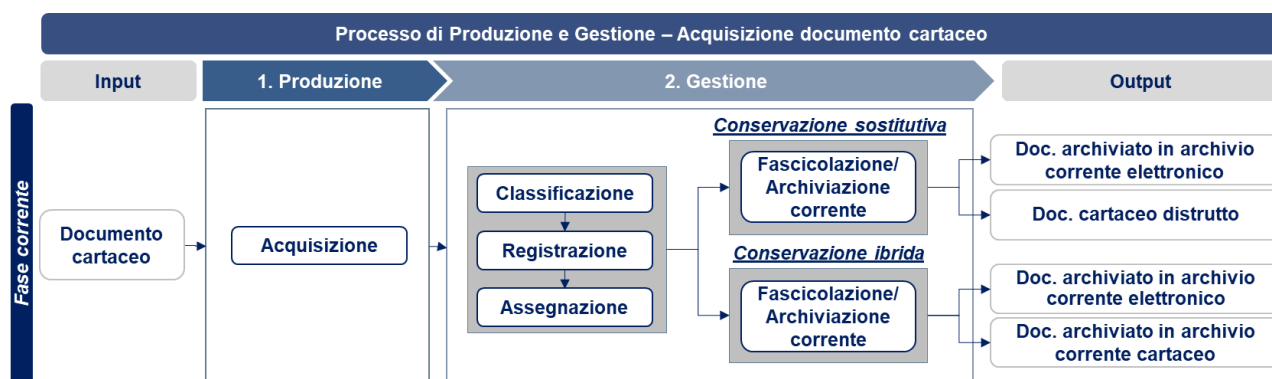 Processo di Produzione e Gestione – Acquisizione documento cartaceo
Input
1. Produzione
2. Gestione
Output
Fase corrente
Documento
cartaceo
Acquisizione
Classificazione
Registrazione
Assegnazione
Conservazione sostitutiva
Fascicolazione/
Archiviazione
corrente
Conservazione ibrida
Fascicolazione/
Archiviazione
corrente
Doc. archiviato in archivio
corrente elettronico
Doc. cartaceo distrutto
Doc. archiviato in archivio
corrente elettronico
Doc. archiviato in archivio
corrente cartaceo